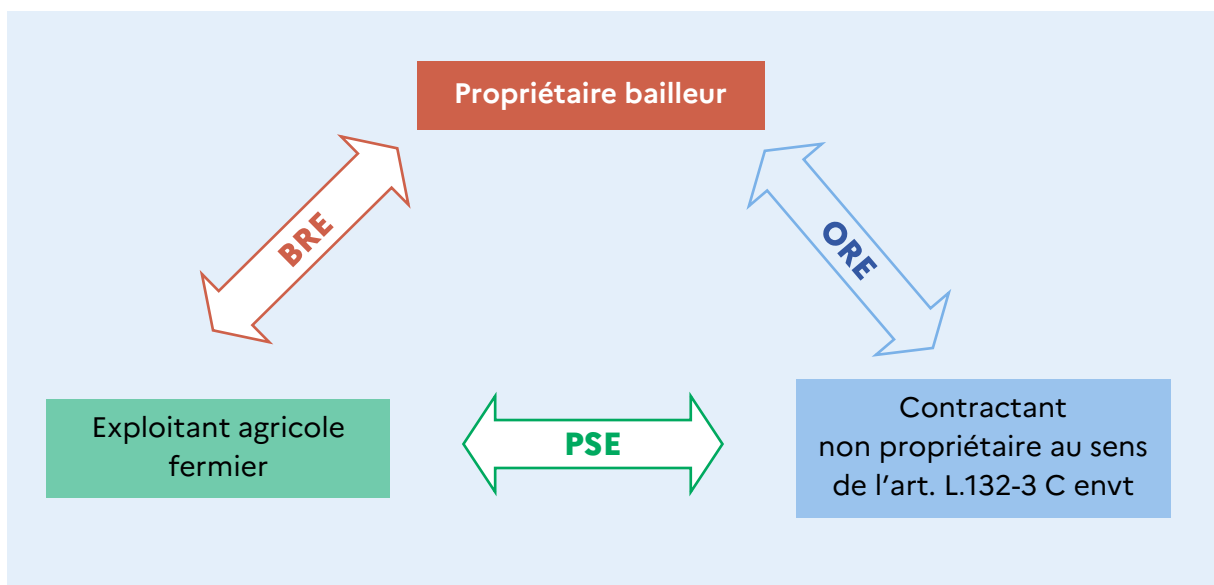 Propriétaire bailleur
BRE
ORE
Exploitant agricole
fermier
PSE
Contractant
non propriétaire au sens
de l'art. L.132-3 C envt